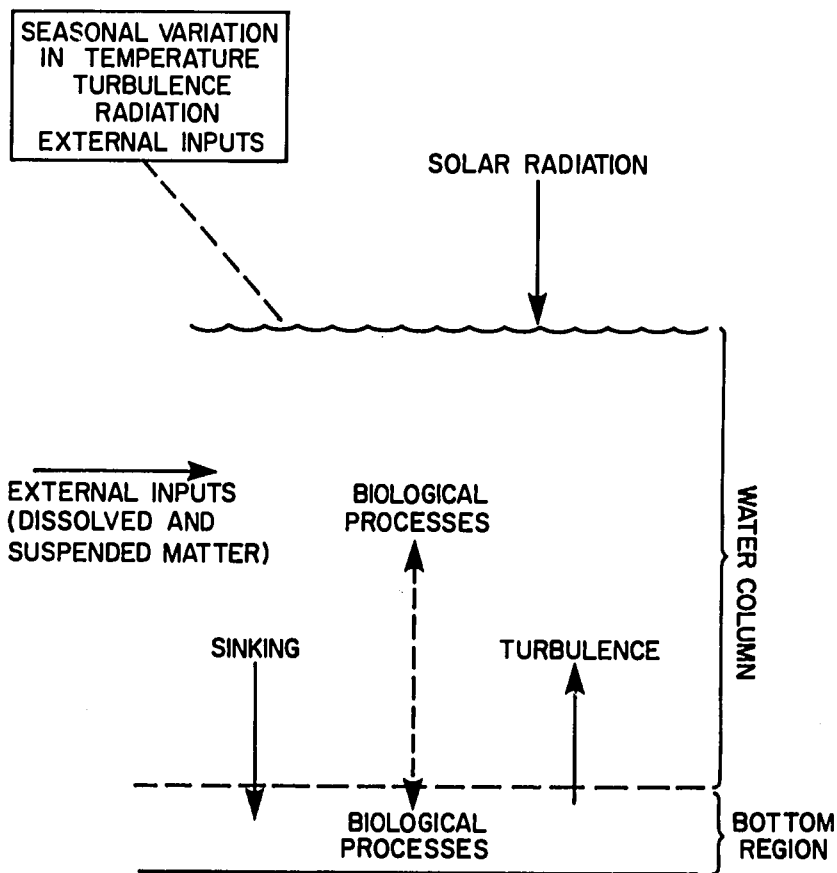 SEASONAL VARIATION
IN TEMPERATURE
TURBULENCE
RADIATION
EXTERNAL INPUTS
SOLAR RADIATION
EXTERNAL INPUTS
(DISSOLVED AND
SUSPENDED MATTER)
BIOLOGICAL
PROCESSES
WATER COLUMN
SINKING
TURBULENCE
BIOLOGICAL
PROCESSES
BOTTOM
REGION